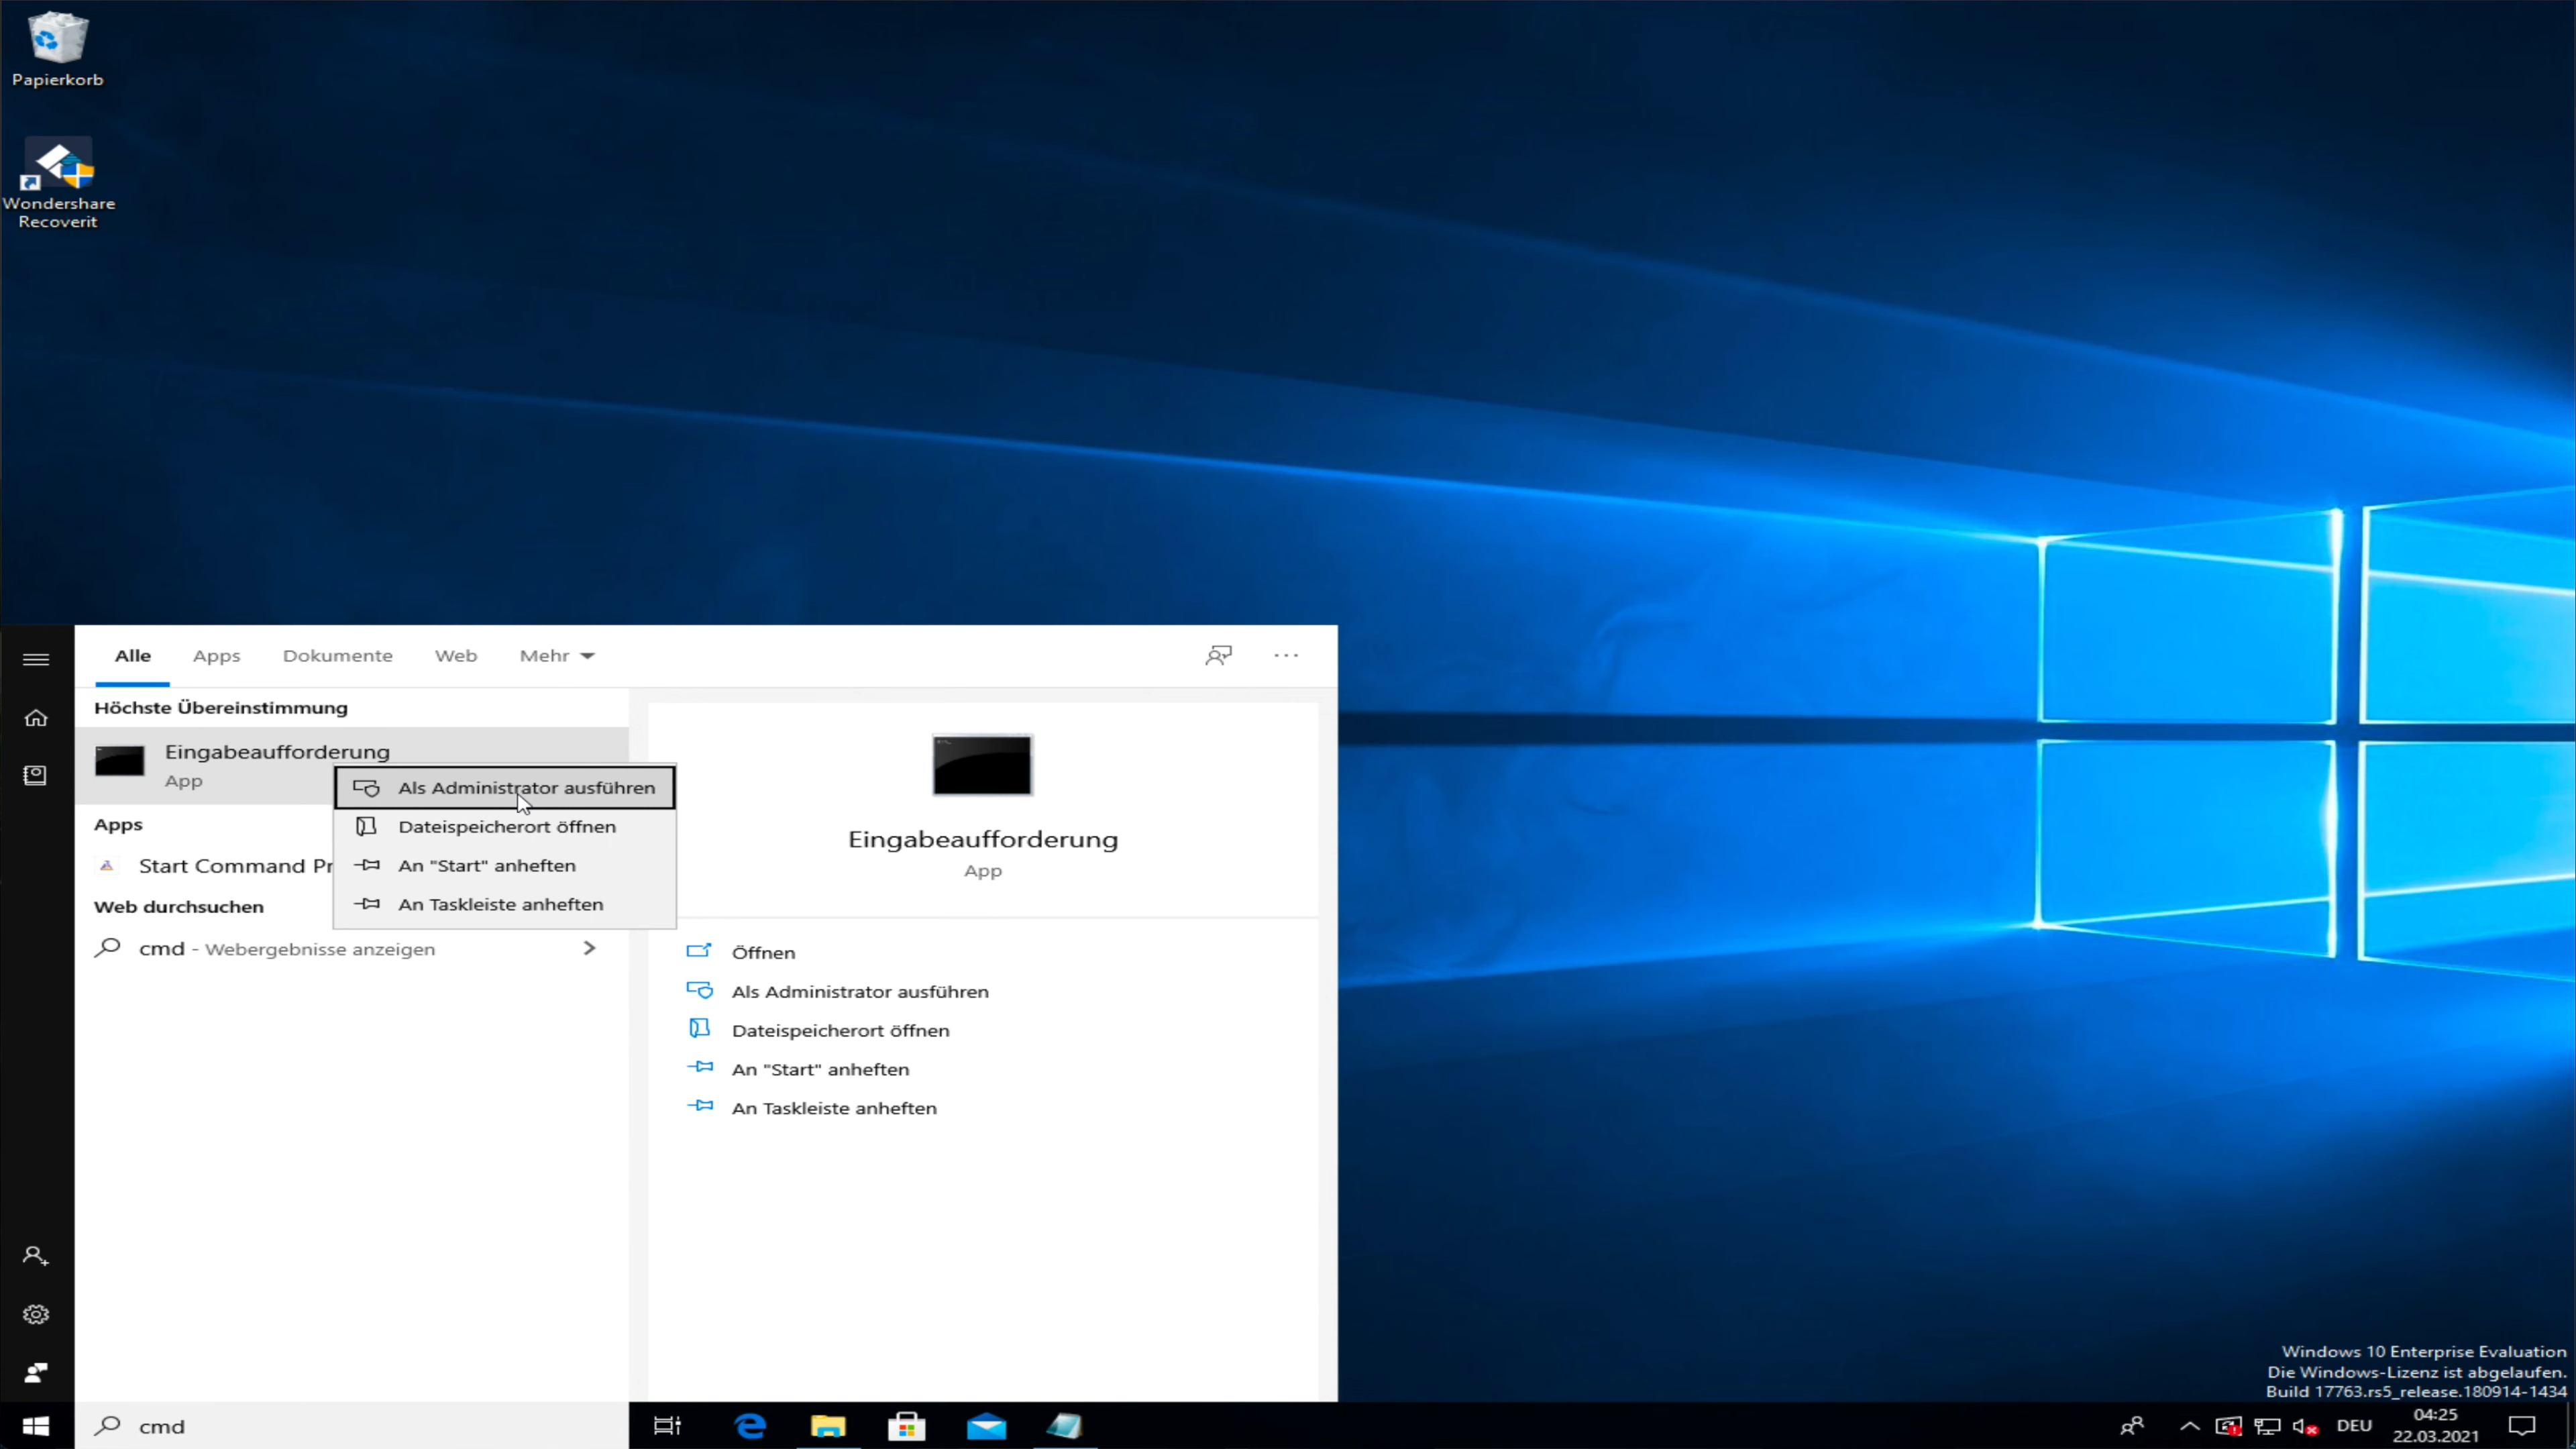 Papierkorb
Wondershare
Recoverit
Alle
Apps
Dokumente
Web
Mehr
Höchste Übereinstimmung
Eingabeaufforderung
App
Als Administrator ausführen
Dateispeicherort öffnen
An "Start" anheften
An Taskleiste anheften
Apps
Start Command Pr
Web durchsuchen
cmd - Webergebnisse anzeigen
Eingabeaufforderung
App
Öffnen
Als Administrator ausführen
Dateispeicherort öffnen
An "Start" anheften
An Taskleiste anheften
Windows 10 Enterprise Evaluation
Die Windows-Lizenz ist abgelaufen.
Build 17763.rs5_release.180914-1434
cmd
DEU
04:25
22.03.2021